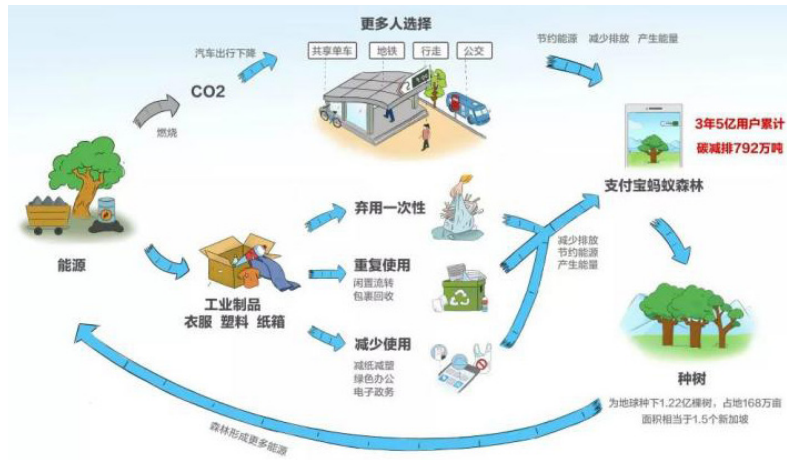 更多人选择
共享单车 地铁 行走 公交
汽车出行下降
节约能源 减少排放 产生能量
CO2
燃烧
3年5亿用户累计
碳减排792万吨
支付宝蚂蚁森林
能源
弃用一次性
减少排放
节约能源
产生能量
重复使用
闲置流转
包裹回收
工业制品
衣服 塑料 纸箱
减少使用
减纸减塑
绿色办公
电子政务
种树
为地球种下1.22亿棵树，占地168万亩
面积相当于1.5个新加坡
森林形成更多能源